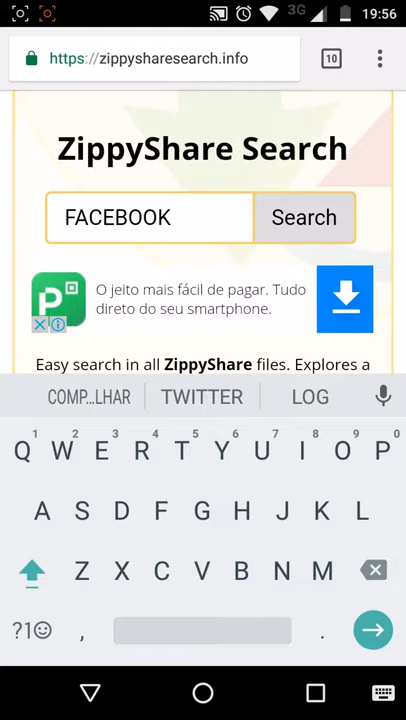 3G 19:56
https://zippysharesearch.info 10
ZippyShare Search
FACEBOOK Search
P
O jeito mais fácil de pagar. Tudo
direto do seu smartphone.
Easy search in all ZippyShare files. Explores a
COMP...LHAR TWITTER LOG
1 2 3 4 5 6 7 8 9 0
Q W E R T Y U I O P
A S D F G H J K L
Z X C V B N M
?1☺ , .